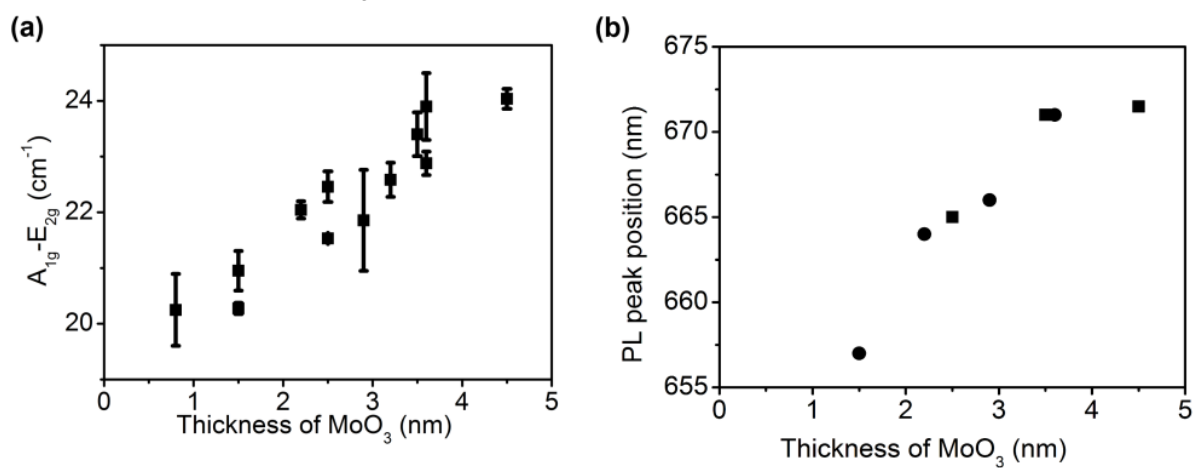 (a)
24
22
20
A1g-E2g (cm-1)
0 1 2 3 4 5
Thickness of MoO3 (nm)
(b)
675
670
665
660
655
PL peak position (nm)
0 1 2 3 4 5
Thickness of MoO3 (nm)